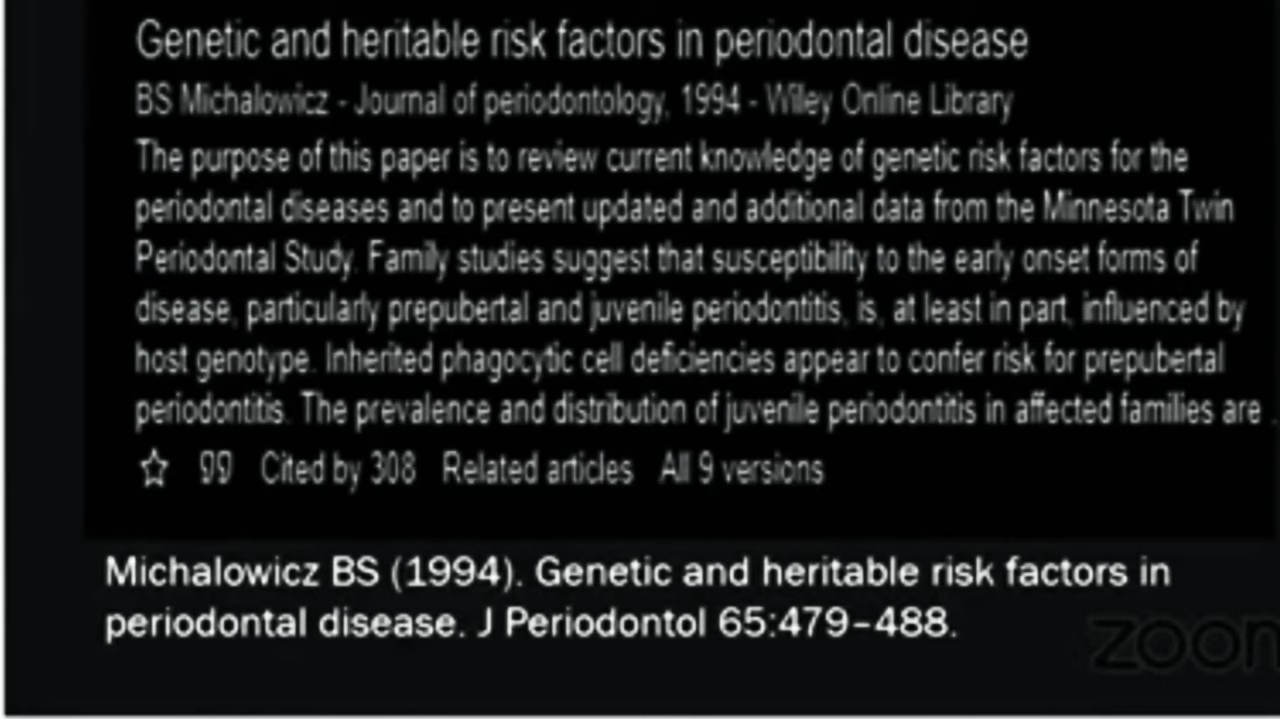 Genetic and heritable risk factors in periodontal disease
BS Michalowicz - Journal of periodontology, 1994 - Wiley Online Library
The purpose of this paper is to review current knowledge of genetic risk factors for the
periodontal diseases and to present updated and additional data from the Minnesota Twin
Periodontal Study. Family studies suggest that susceptibility to the early onset forms of
disease, particularly prepubertal and juvenile periodontitis, is, at least in part, influenced by
host genotype. Inherited phagocytic cell deficiencies appear to confer risk for prepubertal
periodontitis. The prevalence and distribution of juvenile periodontitis in affected families are
Cited by 308 Related articles All 9 versions
Michalowicz BS (1994). Genetic and heritable risk factors in
periodontal disease. J Periodontol 65:479–488.
zoom